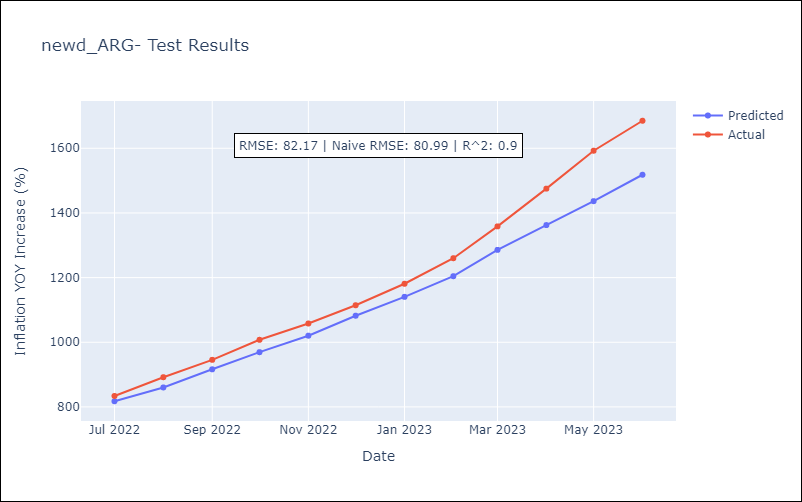 newd_ARG- Test Results
Predicted
Actual
RMSE: 82.17 | Naive RMSE: 80.99 | R^2: 0.9
Inflation YOY Increase (%)
1600
1400
1200
1000
800
Jul 2022 Sep 2022 Nov 2022 Jan 2023 Mar 2023 May 2023
Date